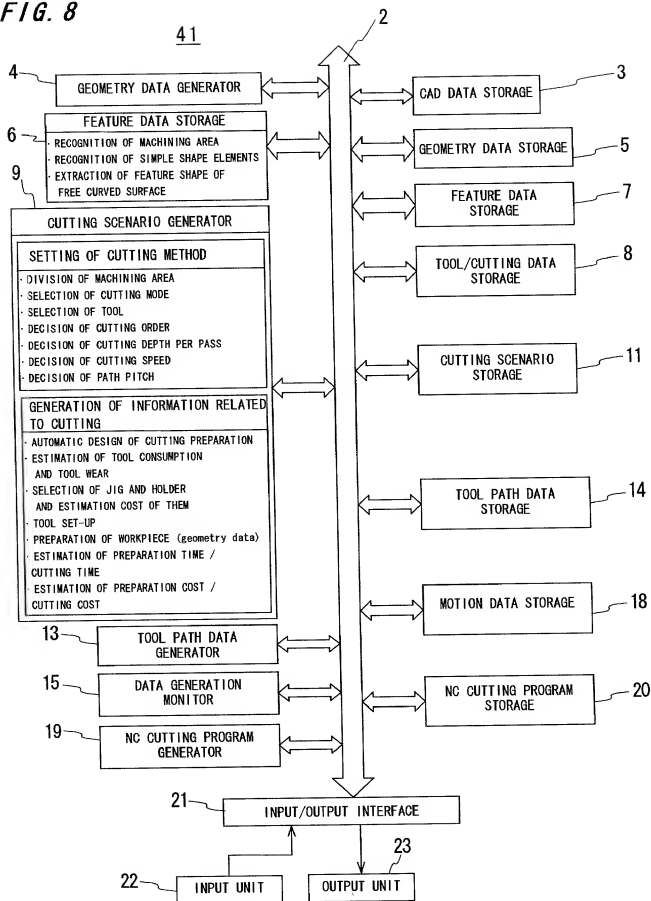 FIG. 8
41
2
4
GEOMETRY DATA GENERATOR
CAD DATA STORAGE
3
FEATURE DATA STORAGE
6
· RECOGNITION OF MACHINING AREA
· RECOGNITION OF SIMPLE SHAPE ELEMENTS
· EXTRACTION OF FEATURE SHAPE OF
FREE CURVED SURFACE
GEOMETRY DATA STORAGE
5
FEATURE DATA
STORAGE
7
9
CUTTING SCENARIO GENERATOR
SETTING OF CUTTING METHOD
· DIVISION OF MACHINING AREA
· SELECTION OF CUTTING MODE
· SELECTION OF TOOL
· DECISION OF CUTTING ORDER
· DECISION OF CUTTING DEPTH PER PASS
· DECISION OF CUTTING SPEED
· DECISION OF PATH PITCH
GENERATION OF INFORMATION RELATED
TO CUTTING
· AUTOMATIC DESIGN OF CUTTING PREPARATION
· ESTIMATION OF TOOL CONSUMPTION
AND TOOL WEAR
· SELECTION OF JIG AND HOLDER
AND ESTIMATION COST OF THEM
· TOOL SET-UP
· PREPARATION OF WORKPIECE (geometry data)
· ESTIMATION OF PREPARATION TIME /
CUTTING TIME
· ESTIMATION OF PREPARATION COST /
CUTTING COST
TOOL/CUTTING DATA
STORAGE
8
CUTTING SCENARIO
STORAGE
11
TOOL PATH DATA
STORAGE
14
MOTION DATA STORAGE
18
13
TOOL PATH DATA
GENERATOR
15
DATA GENERATION
MONITOR
NC CUTTING PROGRAM
STORAGE
20
19
NC CUTTING PROGRAM
GENERATOR
21
INPUT/OUTPUT INTERFACE
22
INPUT UNIT
23
OUTPUT UNIT